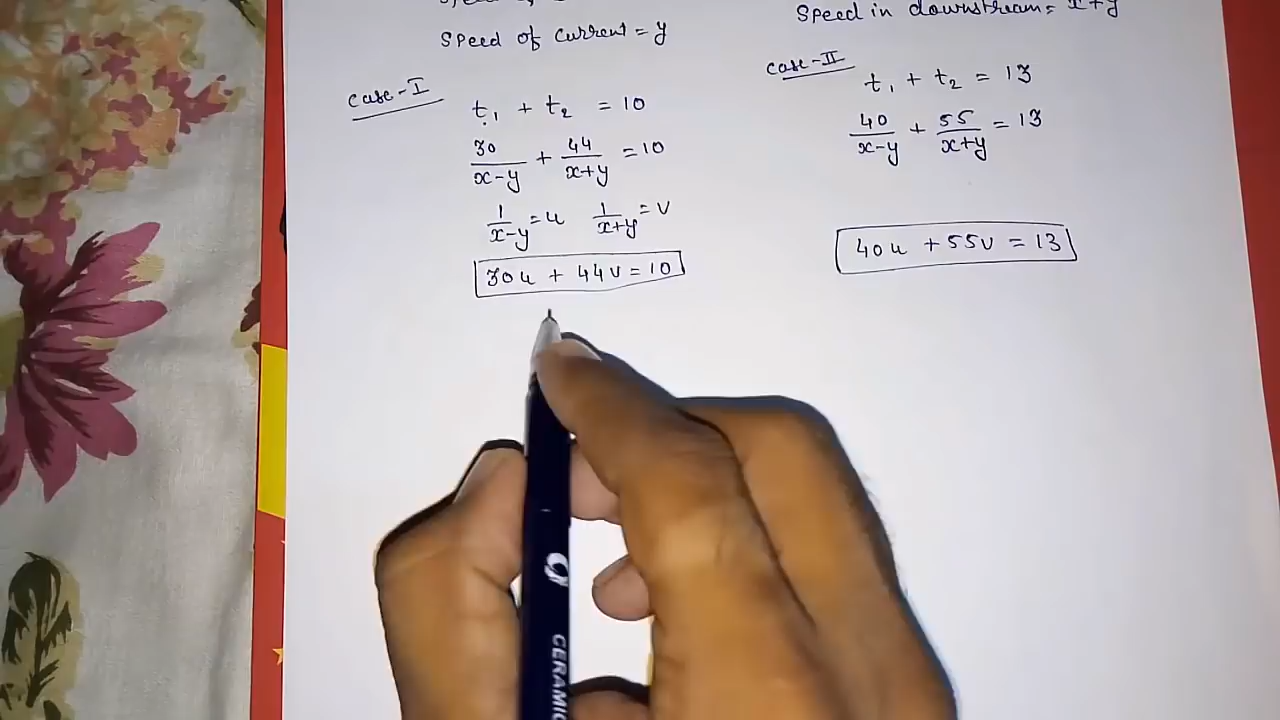 Speed of current = y
Case-I
t₁ + t₂ = 10
30/x-y + 44/x+y = 10
1/x-y = u 1/x+y = v
30u + 44v = 10
Speed in downstream = x+y
Case-II
t₁ + t₂ = 13
40/x-y + 55/x+y = 13
40u + 55v = 13